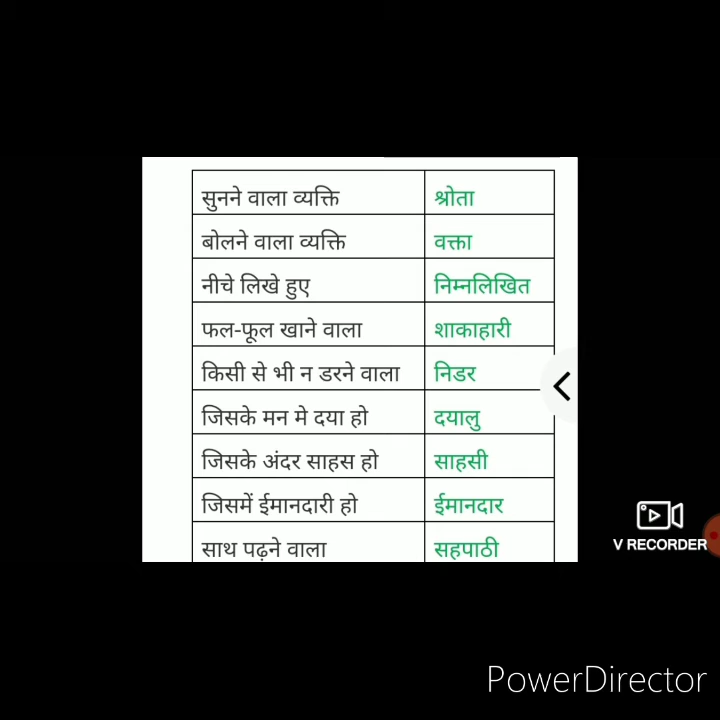 सुनने वाला व्यक्ति श्रोता
बोलने वाला व्यक्ति वक्ता
नीचे लिखे हुए निम्नलिखित
फल-फूल खाने वाला शाकाहारी
किसी से भी न डरने वाला निडर
जिसके मन मे दया हो दयालु
जिसके अंदर साहस हो साहसी
जिसमें ईमानदारी हो ईमानदार
साथ पढ़ने वाला सहपाठी
V RECORDER
PowerDirector